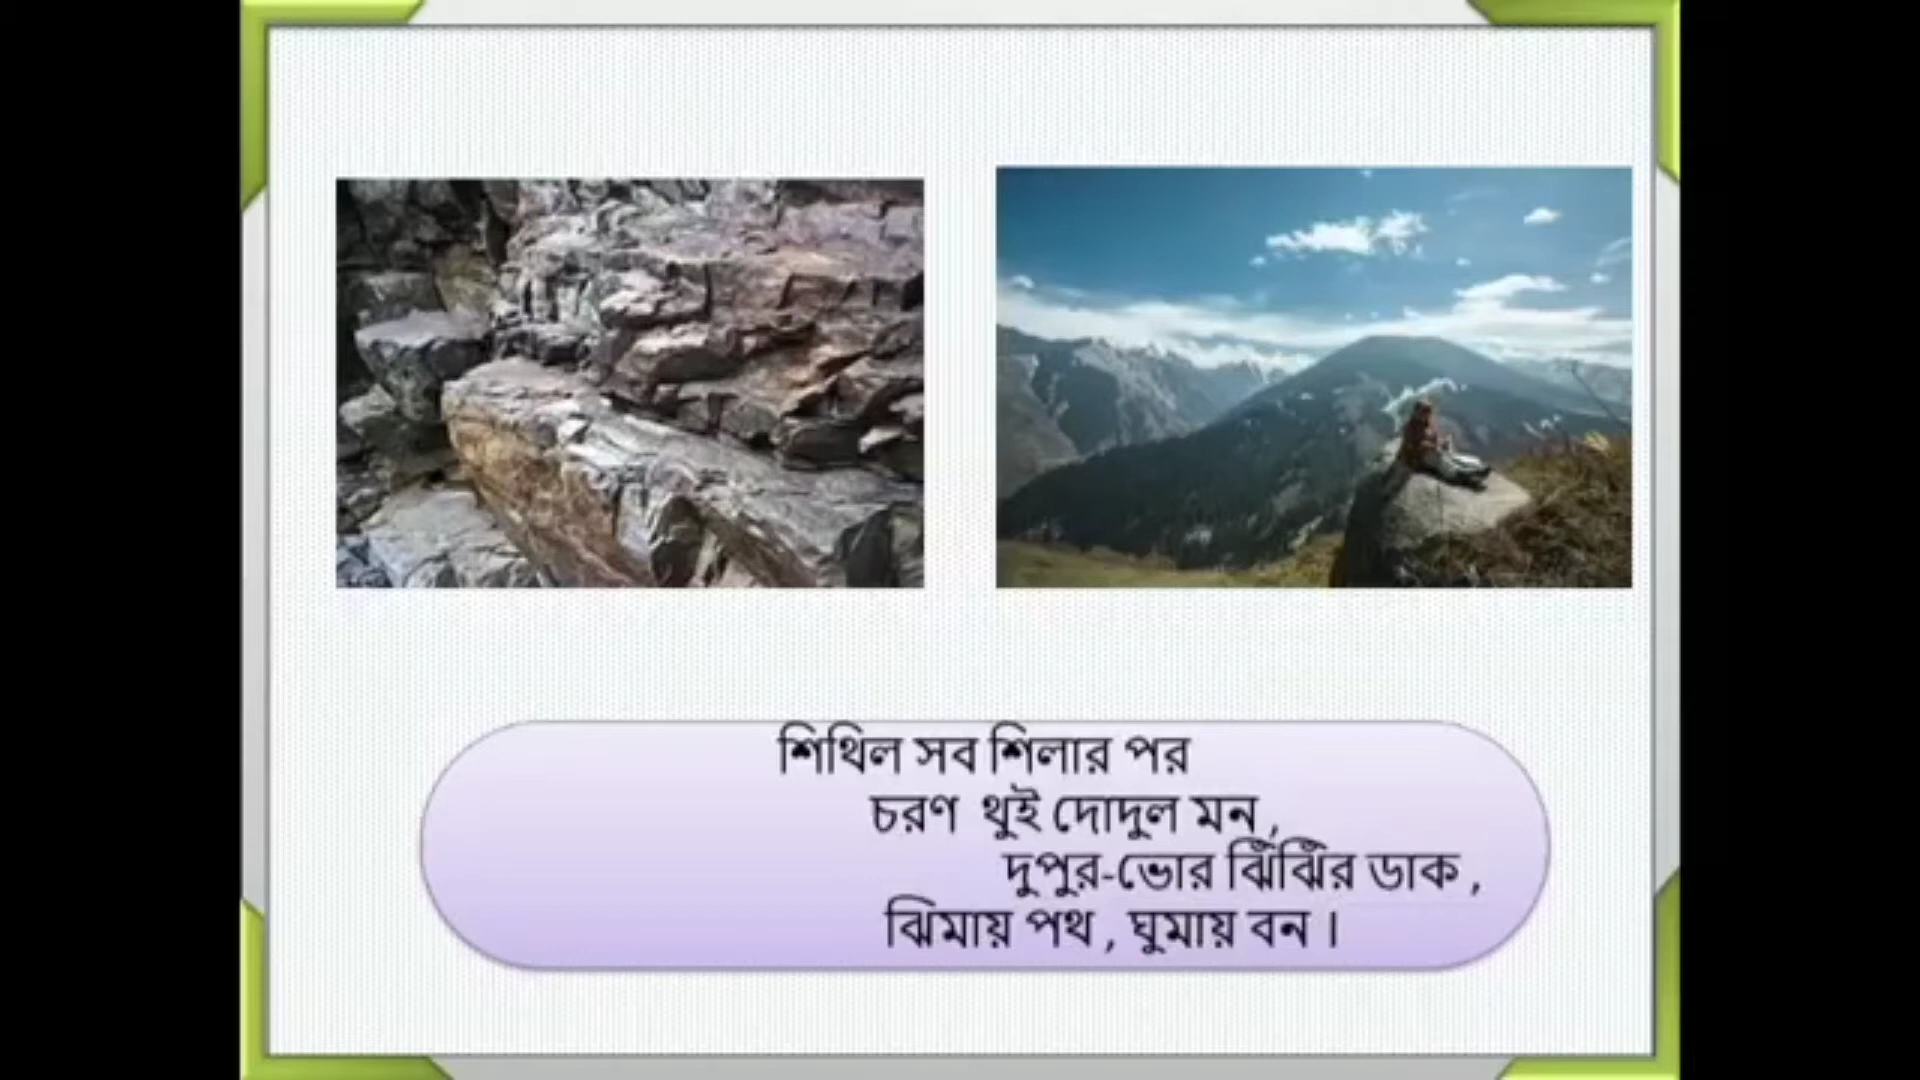 শিথিল সব শিলার পর
চরণ থুই দোদুল মন ,
দুপুর-ভোর ঝিঁঝিঁর ডাক ,
ঝিমায় পথ , ঘুমায় বন ।